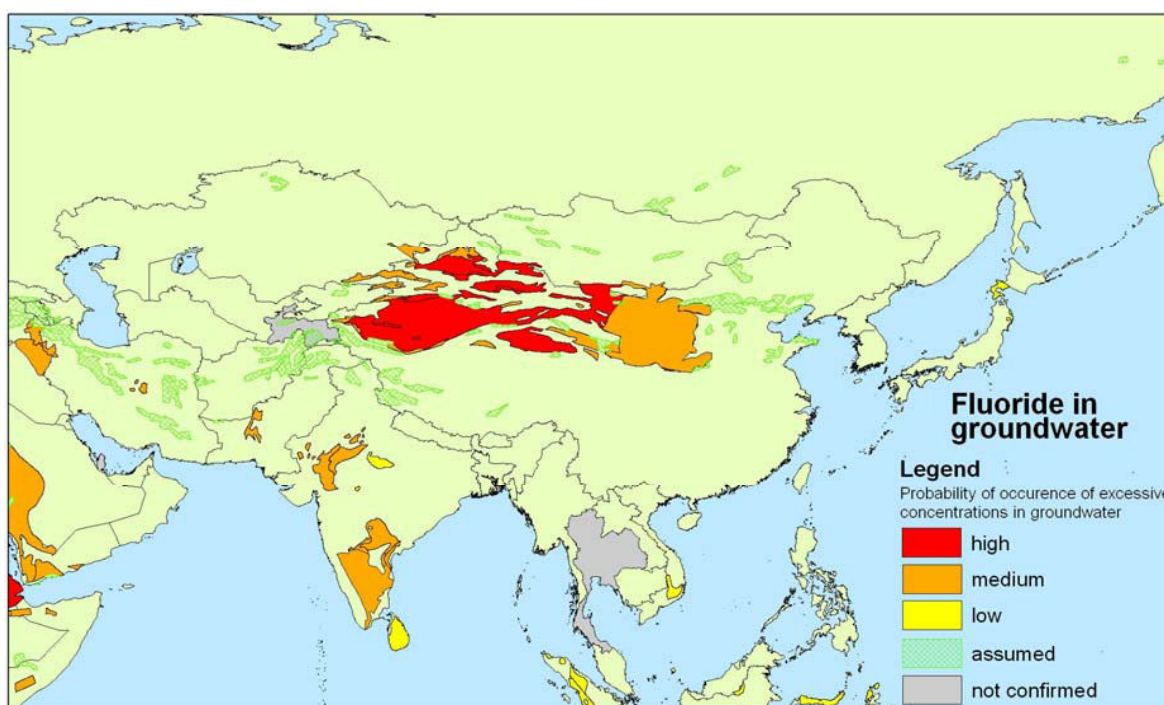 Fluoride in
groundwater
Legend
Probability of occurence of excessive
concentrations in groundwater
high
medium
low
assumed
not confirmed